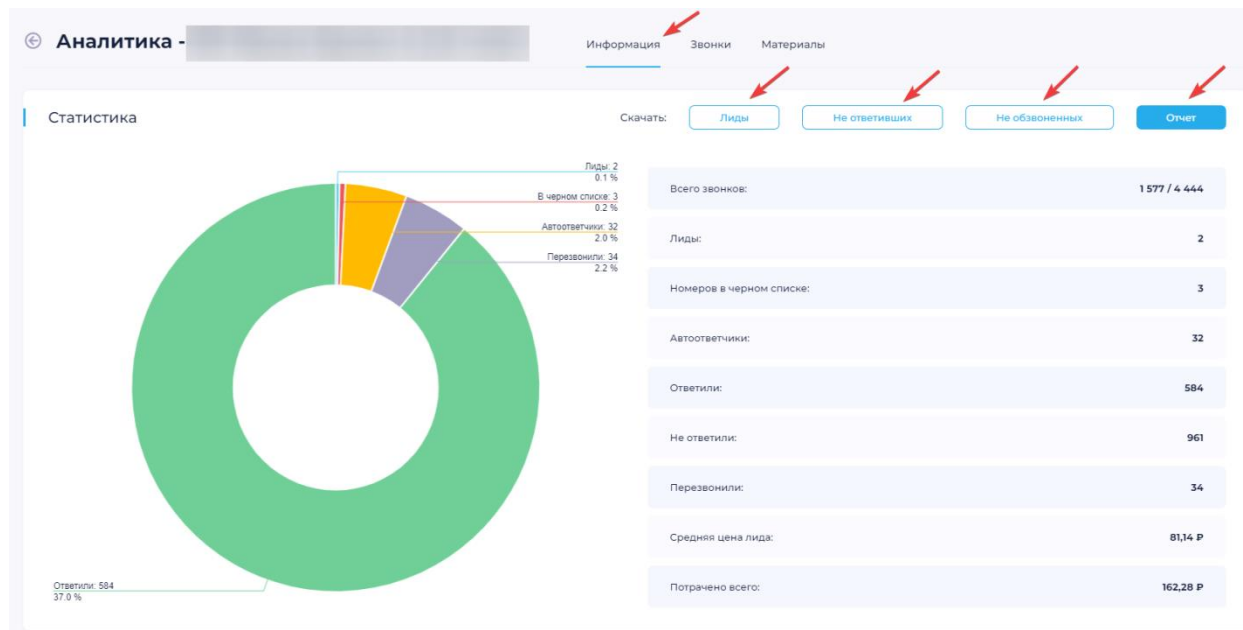 Аналитика -
Информация Звонки Материалы
Статистика
Скачать: Лиды Не ответивших Не обзвоненных Отчет
Лиды: 2
0.1 %
В черном списке: 3
0.2 %
Автоответчики: 32
2.0 %
Перезвонили: 34
2.2 %
Ответили: 584
37.0 %
Всего звонков: 1 577 / 4 444
Лиды: 2
Номеров в черном списке: 3
Автоответчики: 32
Ответили: 584
Не ответили: 961
Перезвонили: 34
Средняя цена лида: 81,14 ₽
Потрачено всего: 162,28 ₽